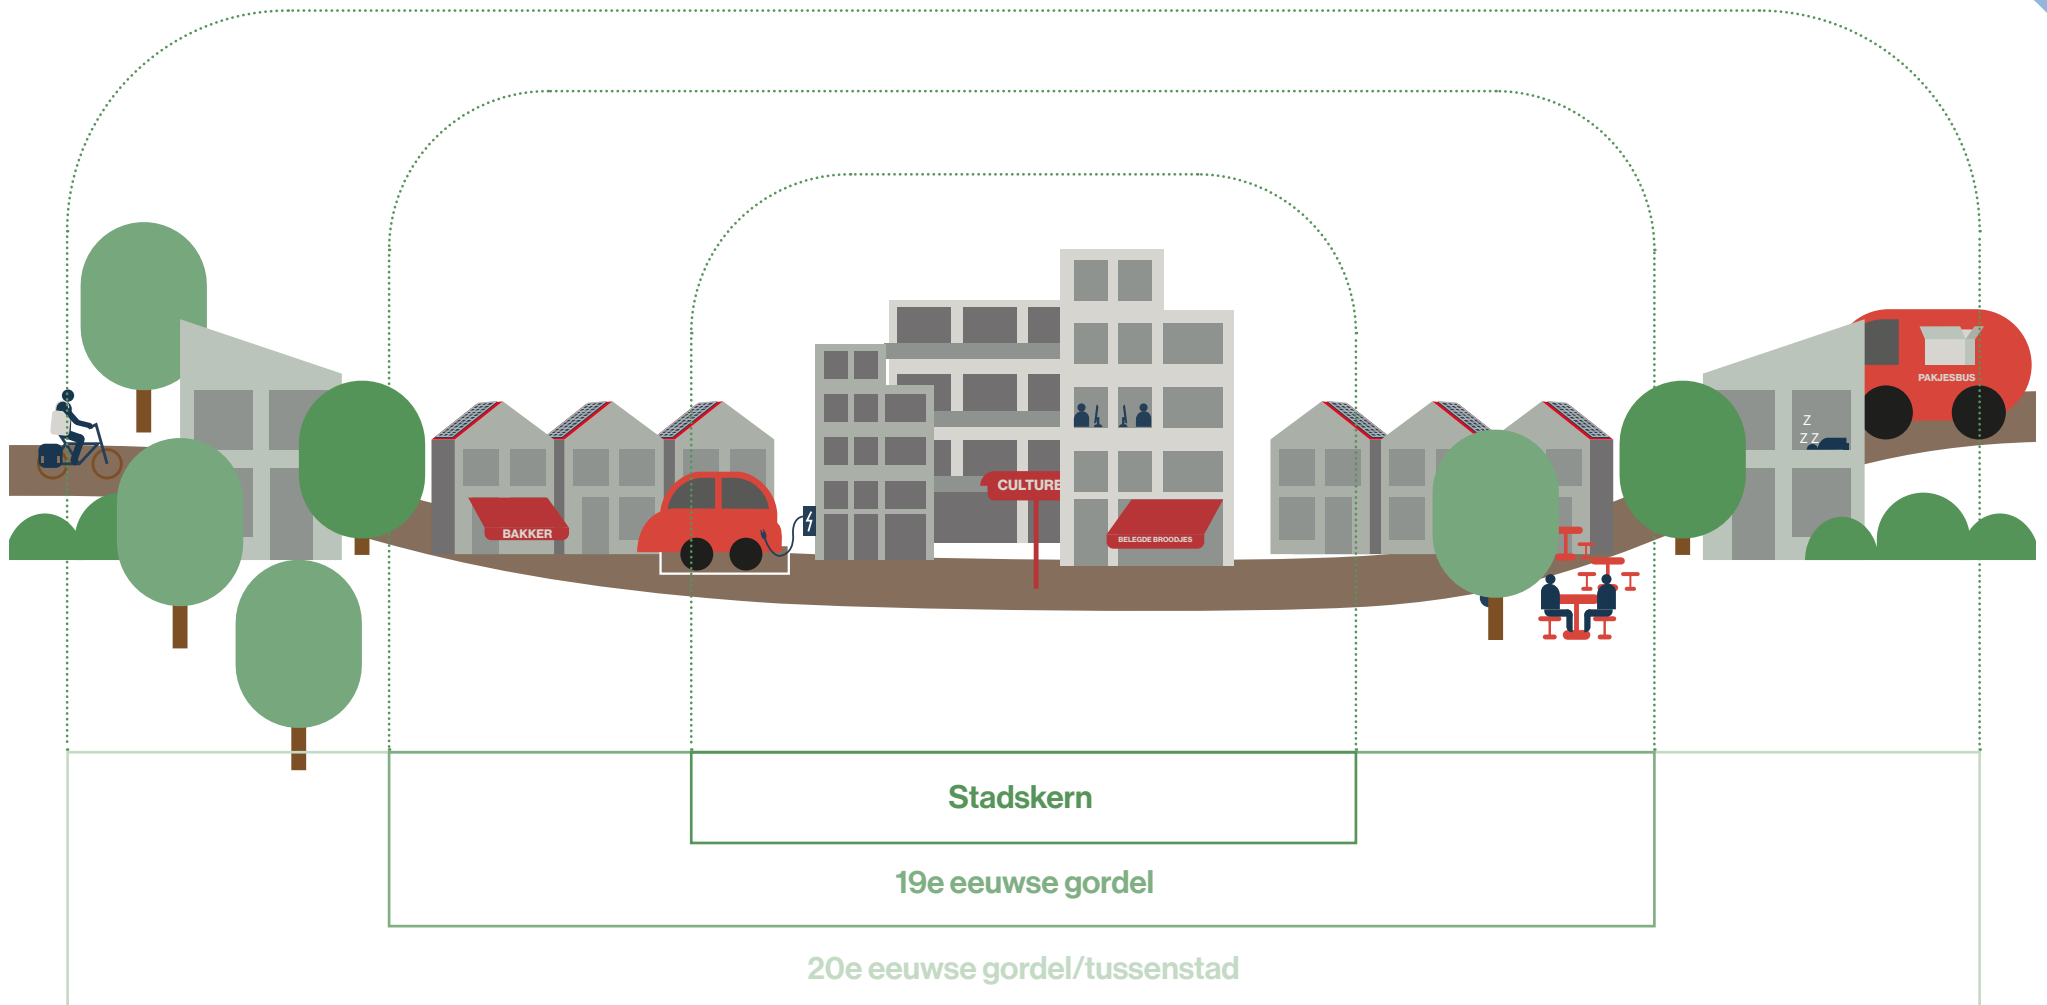 PAKJESBUS
Z
Z Z
CULTURE
BAKKER
BELEGDE BROODJES
Stadskern
19e eeuwse gordel
20e eeuwse gordel/tussenstad